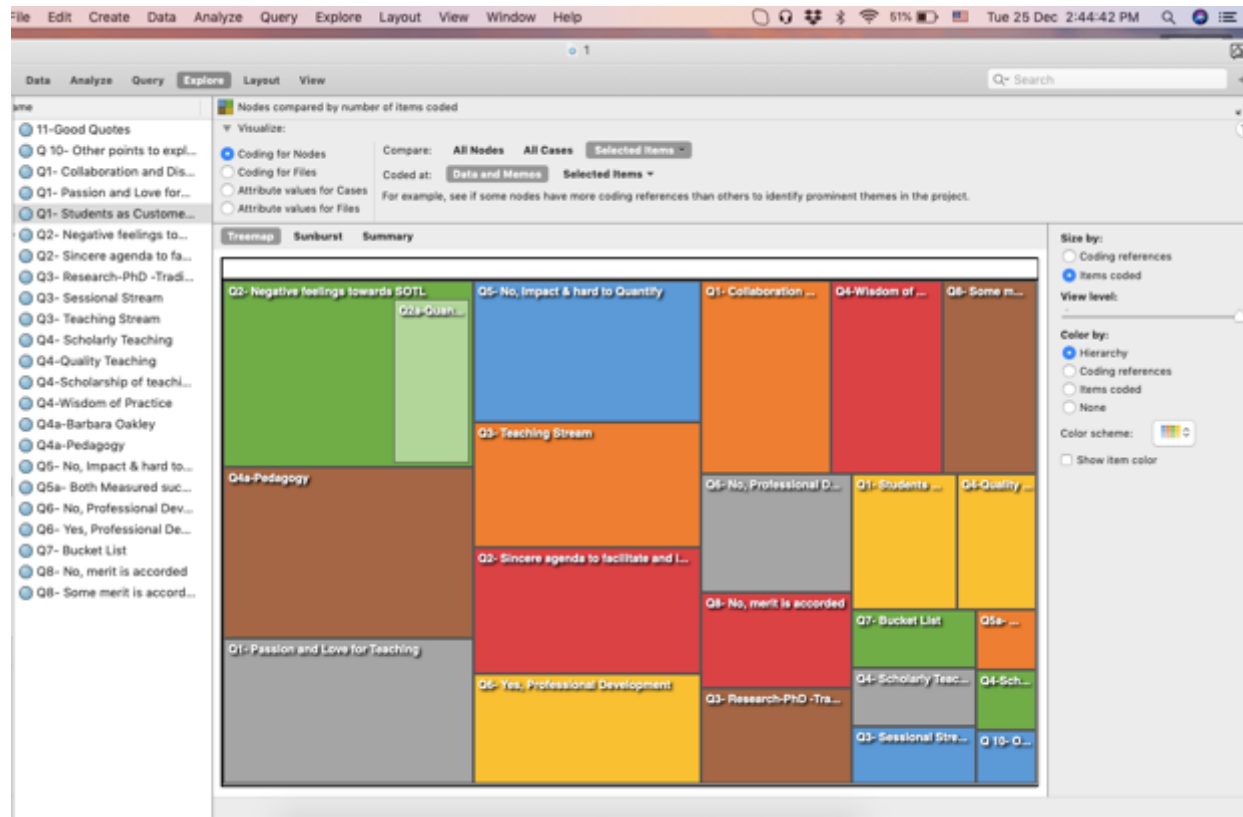 File Edit Create Data Analyze Query Explore Layout View Window Help 51% Tue 25 Dec 2:44:42 PM
1
Data Analyze Query Explore Layout View Search
ame
11-Good Quotes
Q 10- Other points to expl...
Q1- Collaboration and Dis...
Q1- Passion and Love for...
Q1- Students as Custome...
Q2- Negative feelings to...
Q2- Sincere agenda to fa...
Q3- Research-PhD -Tradi...
Q3- Sessional Stream
Q3- Teaching Stream
Q4- Scholarly Teaching
Q4-Quality Teaching
Q4-Scholarship of teachi...
Q4-Wisdom of Practice
Q4a-Barbara Oakley
Q4a-Pedagogy
Q5- No, Impact & hard to...
Q5a- Both Measured suc...
Q6- No, Professional Dev...
Q6- Yes, Professional De...
Q7- Bucket List
Q8- No, merit is accorded
Q8- Some merit is accord...
Nodes compared by number of items coded
Visualize:
Coding for Nodes
Coding for Files
Attribute values for Cases
Attribute values for Files
Compare: All Nodes All Cases Selected Items
Coded at: Data and Memos Selected Items
For example, see if some nodes have more coding references than others to identify prominent themes in the project.
Treemap Sunburst Summary
Q2- Negative feelings towards SOTL
Q2a-Quan...
Q4a-Pedagogy
Q1- Passion and Love for Teaching
Q5- No, Impact & hard to Quantify
Q3- Teaching Stream
Q2- Sincere agenda to facilitate and i...
Q6- Yes, Professional Development
Q1- Collaboration ...
Q4-Wisdom of ...
Q8- Some m...
Q6- No, Professional D...
Q1- Students ...
Q4-Quality ...
Q8- No, merit is accorded
Q7- Bucket List
Q5a- ...
Q3- Research-PhD -Tra...
Q4- Scholarly Teac...
Q4-Sch...
Q3- Sessional Stre...
Q 10- O...
Size by:
Coding references
Items coded
View level:
Color by:
Hierarchy
Coding references
Items coded
None
Color scheme:
Show item color